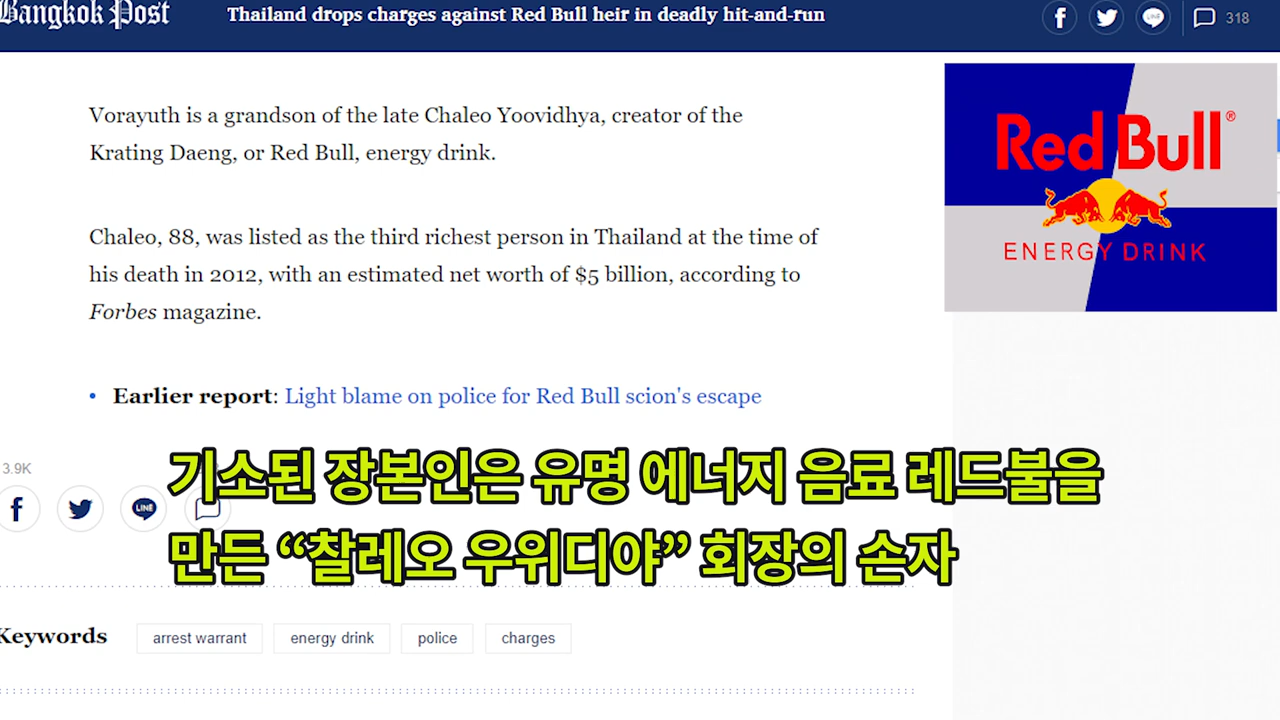 Bangkok Post
Thailand drops charges against Red Bull heir in deadly hit-and-run
318
Vorayuth is a grandson of the late Chaleo Yoovidhya, creator of the
Krating Daeng, or Red Bull, energy drink.
Red Bull®
ENERGY DRINK
Chaleo, 88, was listed as the third richest person in Thailand at the time of
his death in 2012, with an estimated net worth of $5 billion, according to
Forbes magazine.
• Earlier report: Light blame on police for Red Bull scion's escape
3.9K
기소된 장본인은 유명 에너지 음료 레드불을
LINE
만든 “찰레오 우위디야” 회장의 손자
Keywords
arrest warrant
energy drink
police
charges